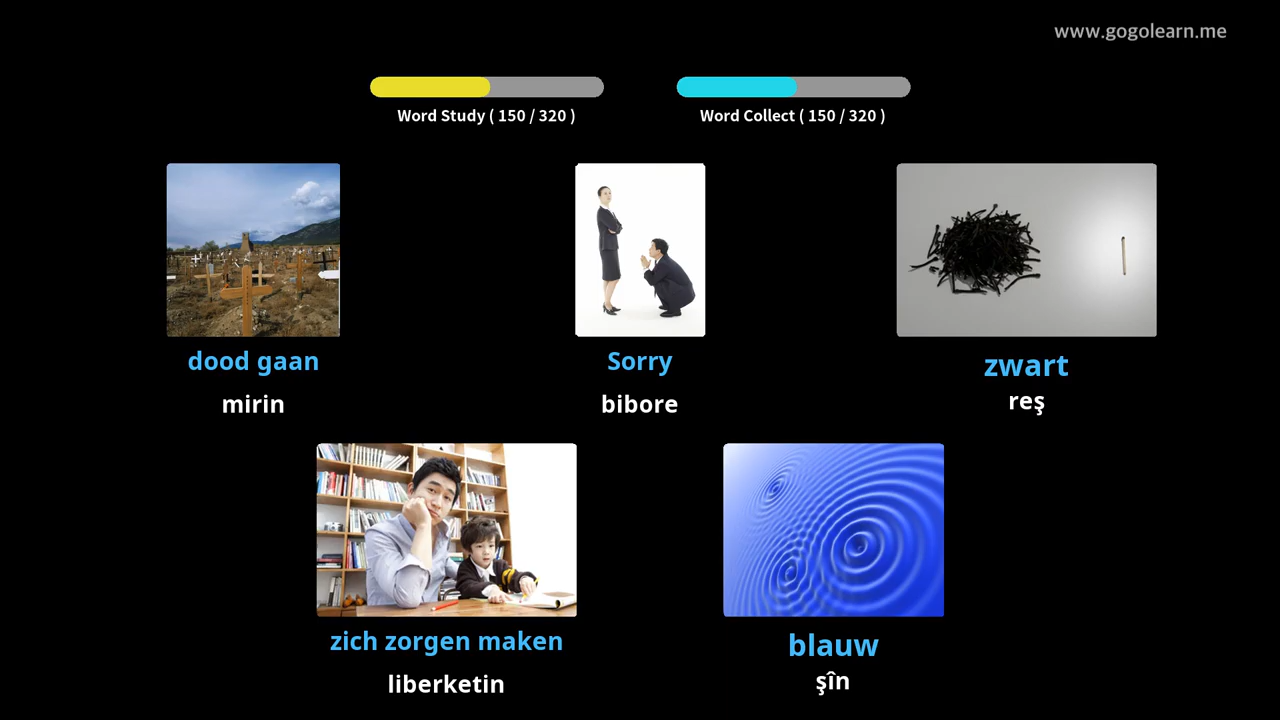 www.gogolearn.me
Word Study ( 150 / 320 )
Word Collect ( 150 / 320 )
dood gaan
mirin
Sorry
bibore
zwart
reş
zich zorgen maken
liberketin
blauw
şîn